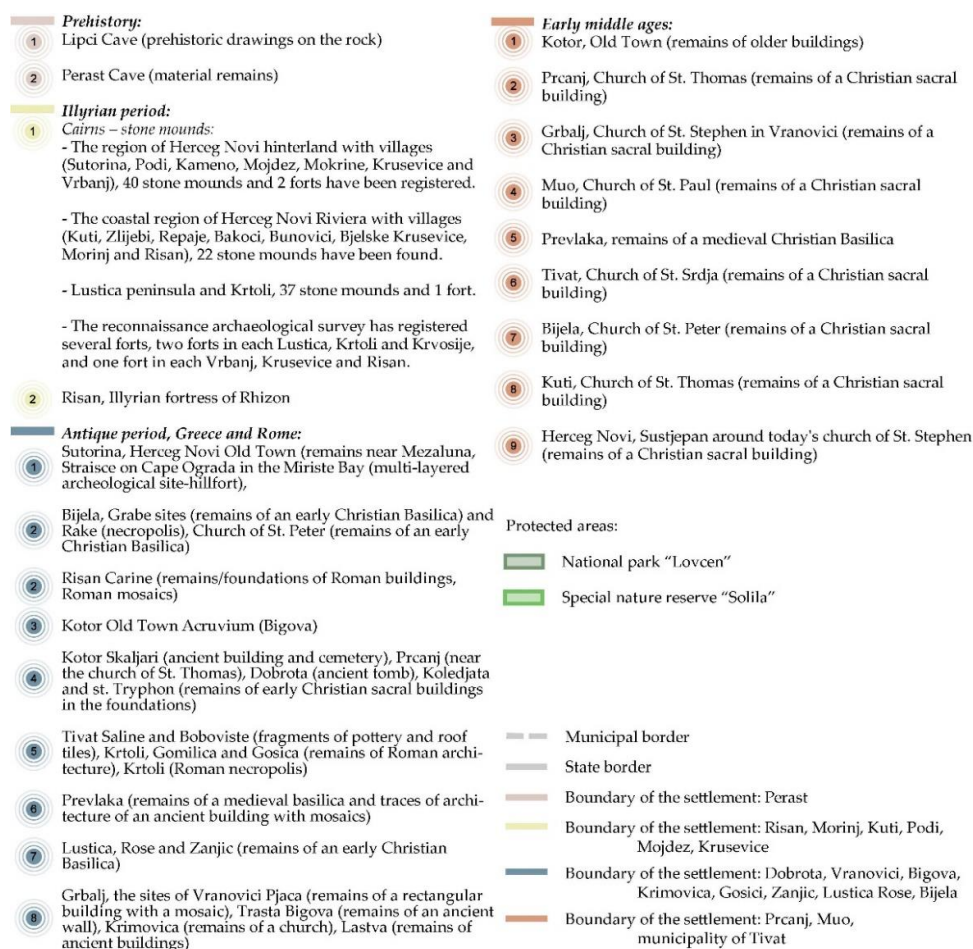 Prehistory:
1 Lipci Cave (prehistoric drawings on the rock)
2 Perast Cave (material remains)
Illyrian period:
1 Cairns – stone mounds:
- The region of Herceg Novi hinterland with villages
(Sutorina, Podi, Kameno, Mojdez, Mokrine, Krusevice and
Vrbanj), 40 stone mounds and 2 forts have been registered.
- The coastal region of Herceg Novi Riviera with villages
(Kuti, Zlijebi, Repaje, Bakoci, Bunovici, Bjelske Krusevice,
Morinj and Risan), 22 stone mounds have been found.
- Lustica peninsula and Krtoli, 37 stone mounds and 1 fort.
- The reconnaissance archaeological survey has registered
several forts, two forts in each Lustica, Krtoli and Krvosije,
and one fort in each Vrbanj, Krusevice and Risan.
2 Risan, Illyrian fortress of Rhizon
Antique period, Greece and Rome:
Sutorina, Herceg Novi Old Town (remains near Mezaluna,
1 Straisce on Cape Ograda in the Miriste Bay (multi-layered
archeological site-hillfort),
Bijela, Grabe sites (remains of an early Christian Basilica) and
2 Rake (necropolis), Church of St. Peter (remains of an early
Christian Basilica)
2 Risan Carine (remains/foundations of Roman buildings,
Roman mosaics)
3 Kotor Old Town Acruvium (Bigova)
Kotor Skaljari (ancient building and cemetery), Prcanj (near
4 the church of St. Thomas), Dobrota (ancient tomb), Koledjata
and st. Tryphon (remains of early Christian sacral buildings
in the foundations)
Tivat Saline and Boboviste (fragments of pottery and roof
5 tiles), Krtoli, Gomilica and Gosica (remains of Roman archi-
tecture), Krtoli (Roman necropolis)
6 Prevlaka (remains of a medieval basilica and traces of archi-
tecture of an ancient building with mosaics)
7 Lustica, Rose and Zanjic (remains of an early Christian
Basilica)
Grbalj, the sites of Vranovici Pjaca (remains of a rectangular
8 building with a mosaic), Trasta Bigova (remains of an ancient
wall), Krimovica (remains of a church), Lastva (remains of
ancient buildings)
Early middle ages:
1 Kotor, Old Town (remains of older buildings)
2 Prcanj, Church of St. Thomas (remains of a Christian sacral
building)
3 Grbalj, Church of St. Stephen in Vranovici (remains of a
Christian sacral building)
4 Muo, Church of St. Paul (remains of a Christian sacral
building)
5 Prevlaka, remains of a medieval Christian Basilica
6 Tivat, Church of St. Srdja (remains of a Christian sacral
building)
7 Bijela, Church of St. Peter (remains of a Christian sacral
building)
8 Kuti, Church of St. Thomas (remains of a Christian sacral
building)
9 Herceg Novi, Sustjepan around today's church of St. Stephen
(remains of a Christian sacral building)
Protected areas:
National park “Lovcen”
Special nature reserve “Solila”
Municipal border
State border
Boundary of the settlement: Perast
Boundary of the settlement: Risan, Morinj, Kuti, Podi,
Mojdez, Krusevice
Boundary of the settlement: Dobrota, Vranovici, Bigova,
Krimovica, Gosici, Zanjic, Lustica Rose, Bijela
Boundary of the settlement: Prcanj, Muo,
municipality of Tivat